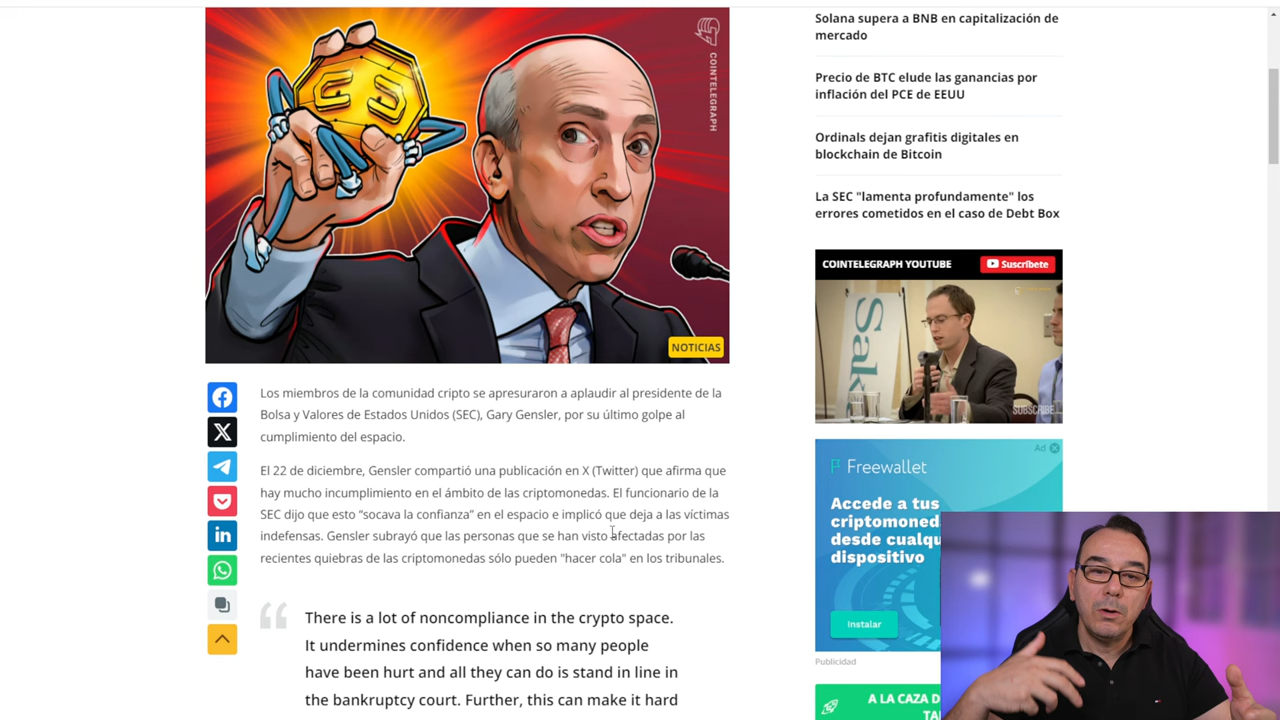 COINTELEGRAPH
NOTICIAS
Los miembros de la comunidad cripto se apresuraron a aplaudir al presidente de la
Bolsa y Valores de Estados Unidos (SEC), Gary Gensler, por su último golpe al
cumplimiento del espacio.
El 22 de diciembre, Gensler compartió una publicación en X (Twitter) que afirma que
hay mucho incumplimiento en el ámbito de las criptomonedas. El funcionario de la
SEC dijo que esto “socava la confianza” en el espacio e implicó que deja a las víctimas
indefensas. Gensler subrayó que las personas que se han visto afectadas por las
recientes quiebras de las criptomonedas sólo pueden "hacer cola" en los tribunales.
There is a lot of noncompliance in the crypto space.
It undermines confidence when so many people
have been hurt and all they can do is stand in line in
the bankruptcy court. Further, this can make it hard
Solana supera a BNB en capitalización de
mercado
Precio de BTC elude las ganancias por
inflación del PCE de EEUU
Ordinals dejan grafitis digitales en
blockchain de Bitcoin
La SEC "lamenta profundamente" los
errores cometidos en el caso de Debt Box
COINTELEGRAPH YOUTUBE
Suscríbete
Sak
SUBSCRIBE
Ad
Freewallet
Accede a tus
criptomoned
desde cualqu
dispositivo
Instalar
Publicidad
A LA CAZA D
TA